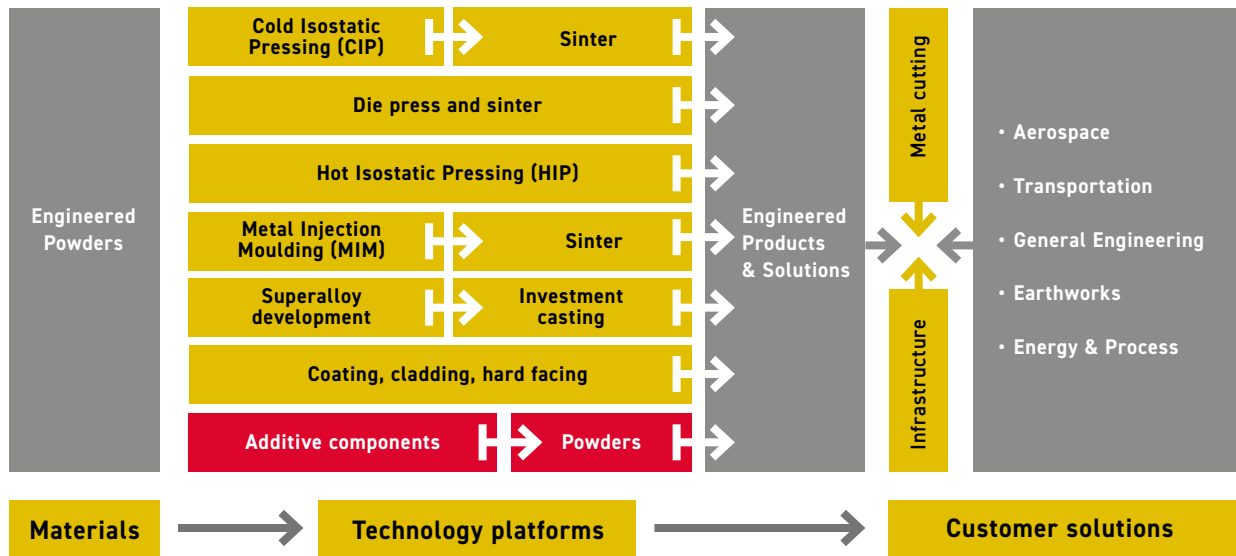 Engineered
Powders
Cold Isostatic
Pressing (CIP)
Sinter
Die press and sinter
Hot Isostatic Pressing (HIP)
Metal Injection
Moulding (MIM)
Sinter
Superalloy
development
Investment
casting
Coating, cladding, hard facing
Additive components
Powders
Engineered
Products
& Solutions
Metal cutting
Infrastructure
• Aerospace
• Transportation
• General Engineering
• Earthworks
• Energy & Process
Materials
Technology platforms
Customer solutions